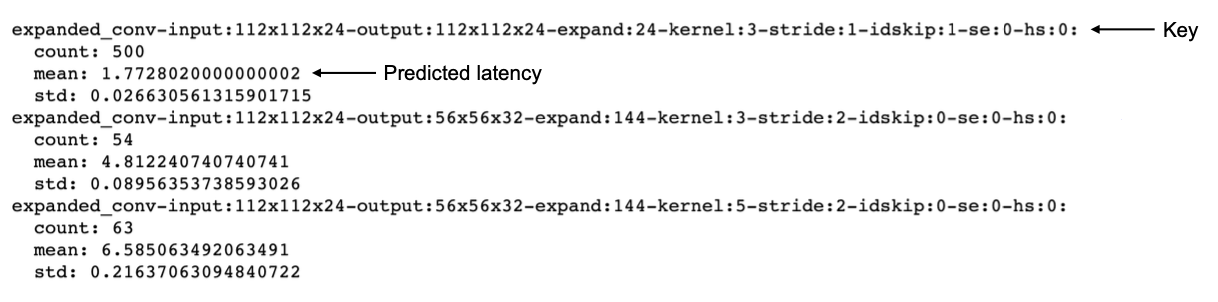 expanded_conv-input:112x112x24-output:112x112x24-expand:24-kernel:3-stride:1-idskip:1-se:0-hs:0: Key
count: 500
mean: 1.7728020000000002 Predicted latency
std: 0.026630561315901715
expanded_conv-input:112x112x24-output:56x56x32-expand:144-kernel:3-stride:2-idskip:0-se:0-hs:0:
count: 54
mean: 4.812240740740741
std: 0.08956353738593026
expanded_conv-input:112x112x24-output:56x56x32-expand:144-kernel:5-stride:2-idskip:0-se:0-hs:0:
count: 63
mean: 6.585063492063491
std: 0.21637063094840722